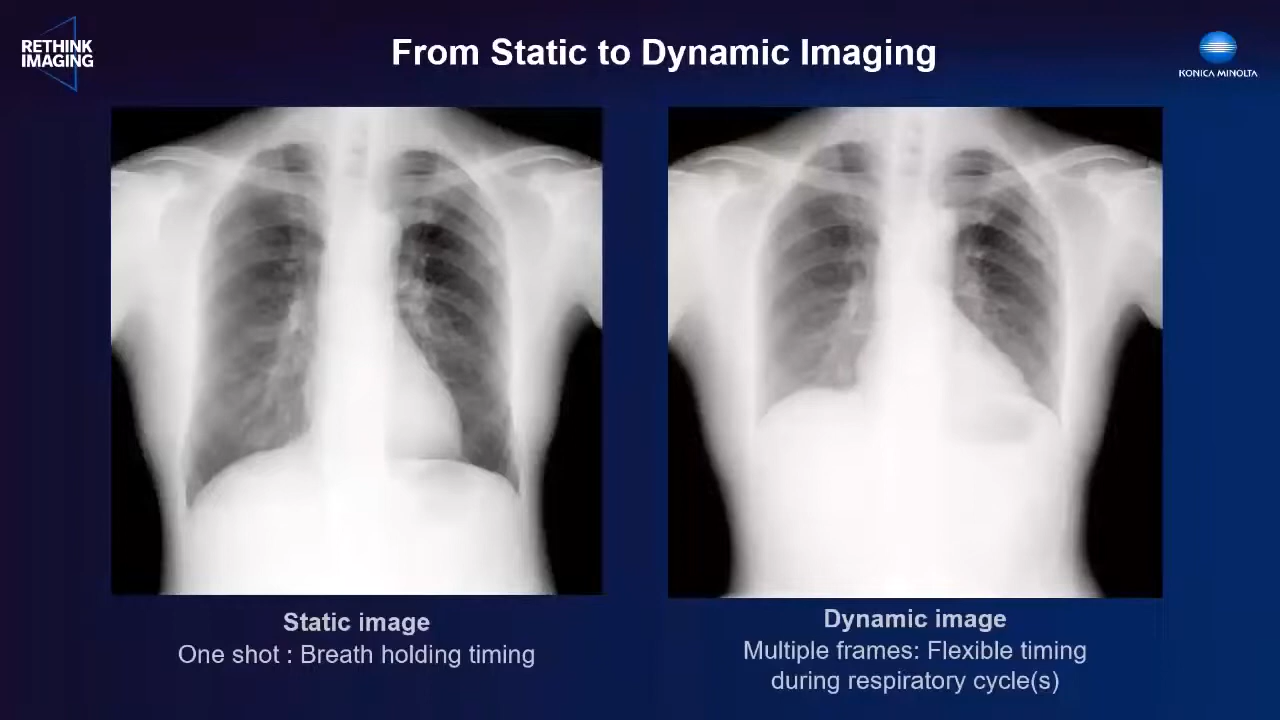 RETHINK
IMAGING
From Static to Dynamic Imaging
KONICA MINOLTA
Static image
One shot : Breath holding timing
Dynamic image
Multiple frames: Flexible timing
during respiratory cycle(s)